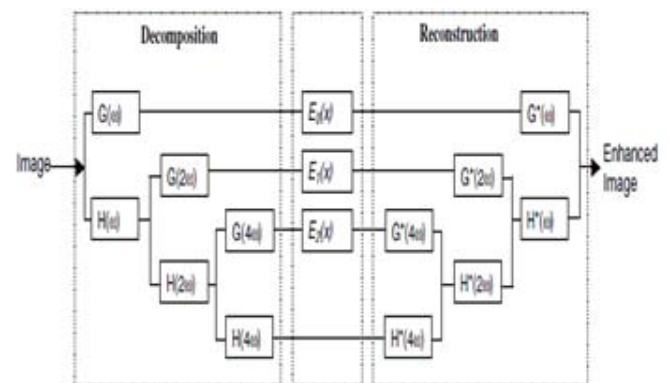 Decomposition
Reconstruction
G(ω)
E₀(x)
G*(ω)
Image
Enhanced
Image
G(2ω)
E₁(x)
G*(2ω)
H(ω)
H*(ω)
G(4ω)
E₂(x)
G*(4ω)
H(2ω)
H*(2ω)
H(4ω)
H*(4ω)